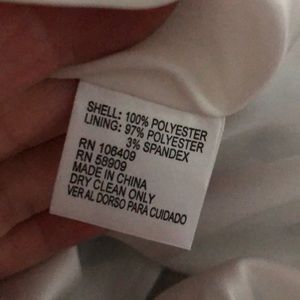 SHELL: 100% POLYESTER
LINING: 97% POLYESTER
3% SPANDEX
RN 106409
RN 58909
MADE IN CHINA
DRY CLEAN ONLY
VER AL DORSO PARA CUIDADO